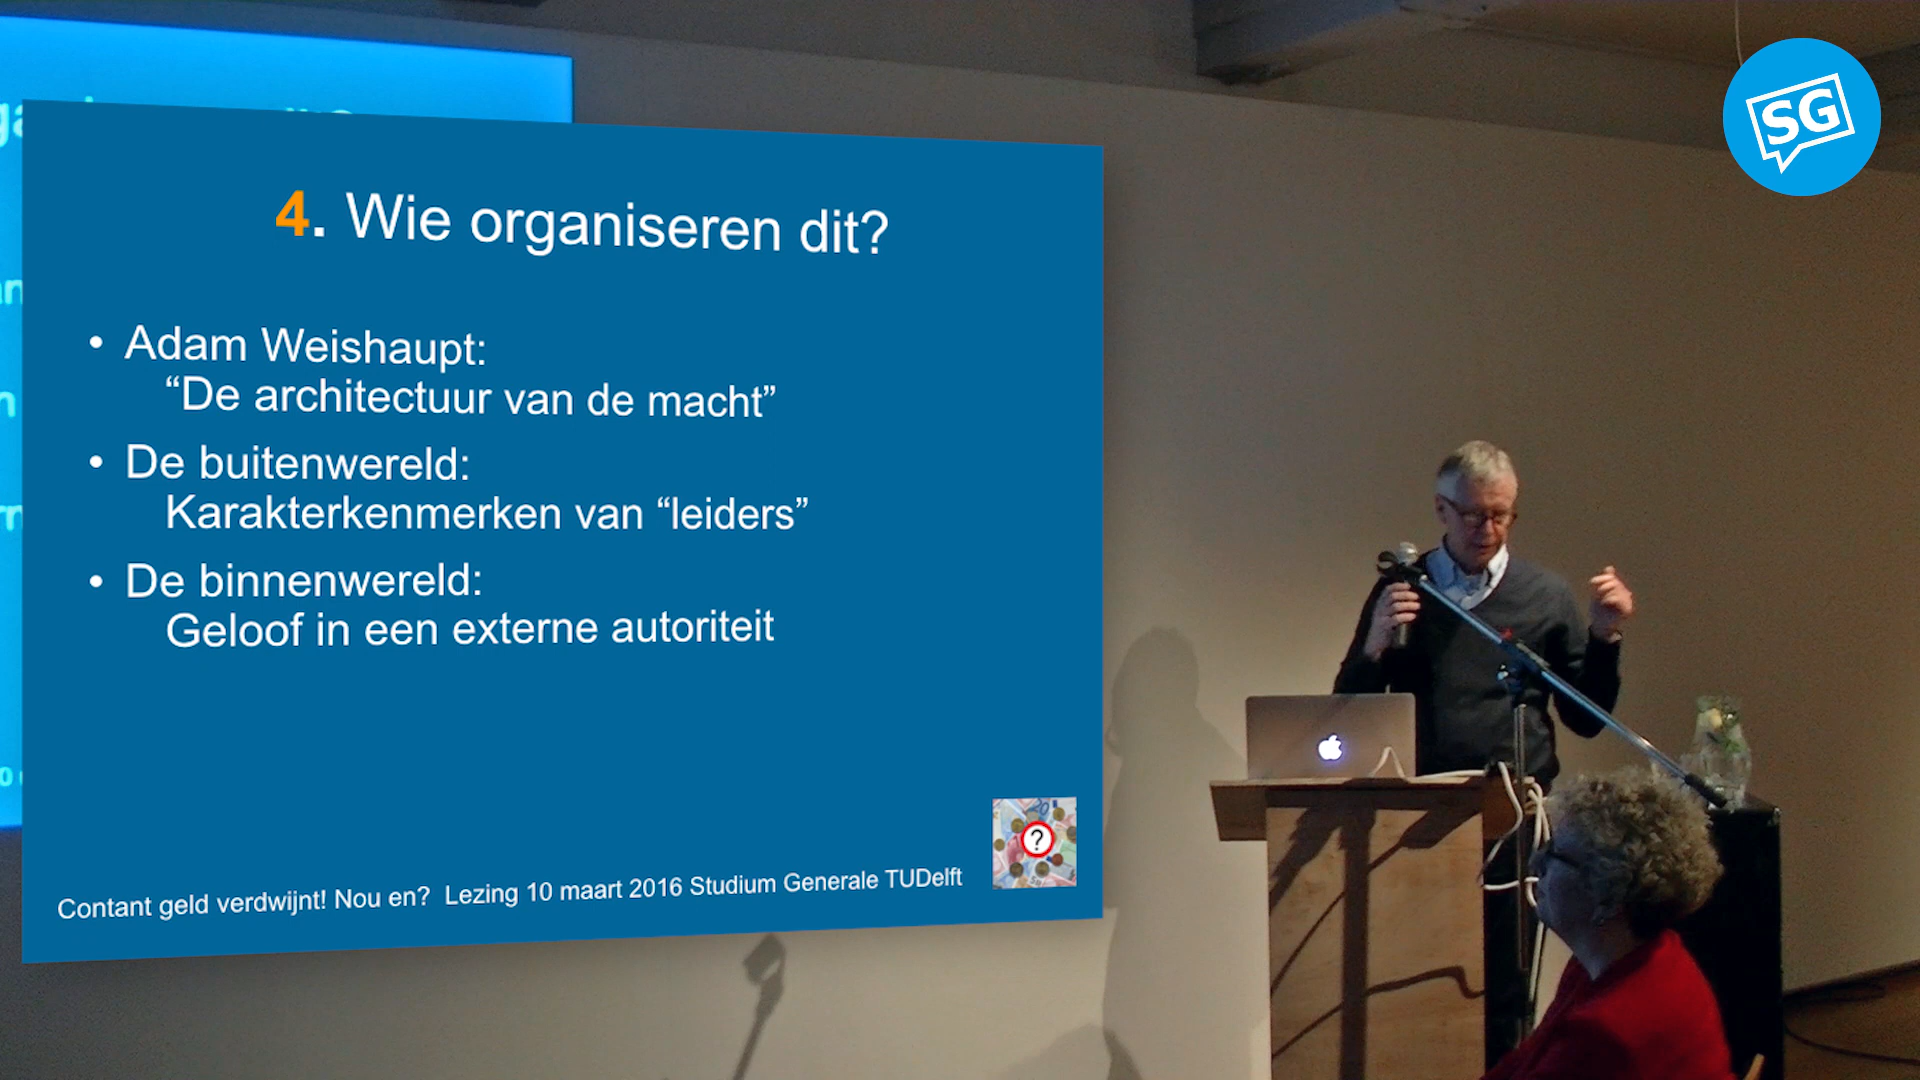 SG
4. Wie organiseren dit?
• Adam Weishaupt:
“De architectuur van de macht”
• De buitenwereld:
Karakterkenmerken van “leiders”
• De binnenwereld:
Geloof in een externe autoriteit
?
Contant geld verdwijnt! Nou en? Lezing 10 maart 2016 Studium Generale TUDelft